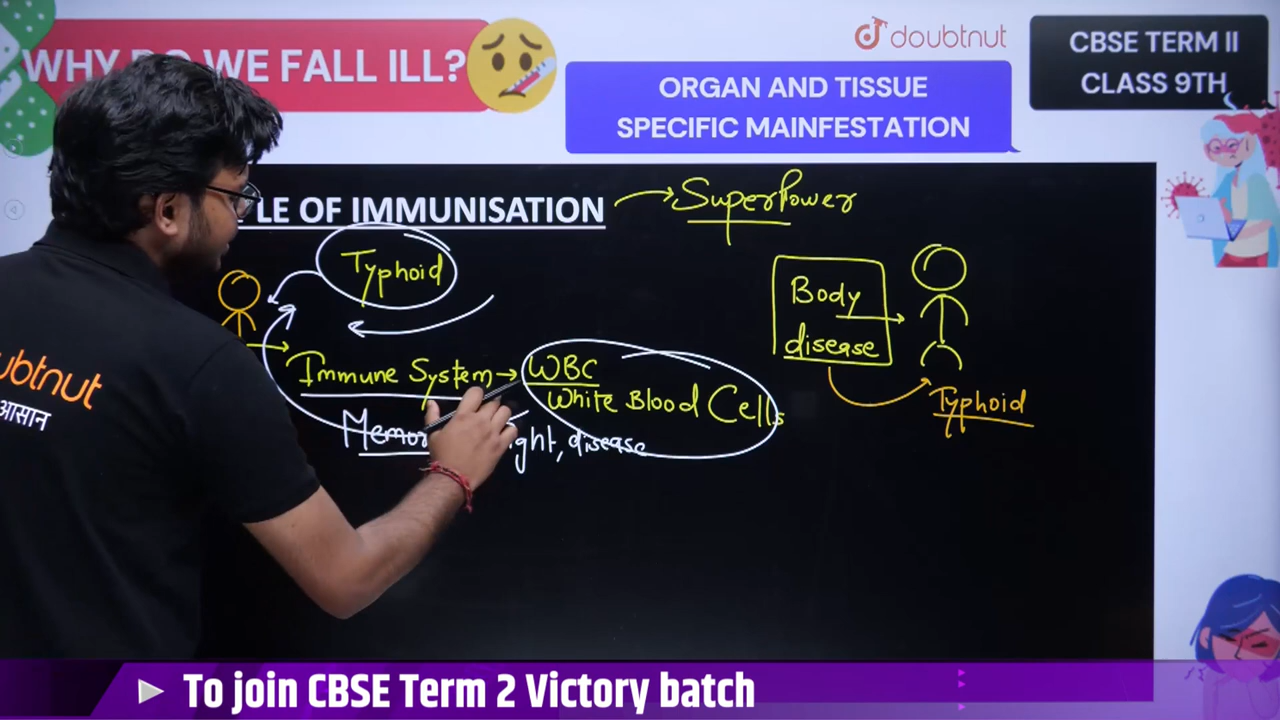 WHY DO WE FALL ILL?
doubtnut
CBSE TERM II
CLASS 9TH
ORGAN AND TISSUE
SPECIFIC MAINFESTATION
LE OF IMMUNISATION
SuperPower
Typhoid
Body
disease
Typhoid
Immune System
WBC
White Blood Cells
disease
oubtnut
आसान
To join CBSE Term 2 Victory batch